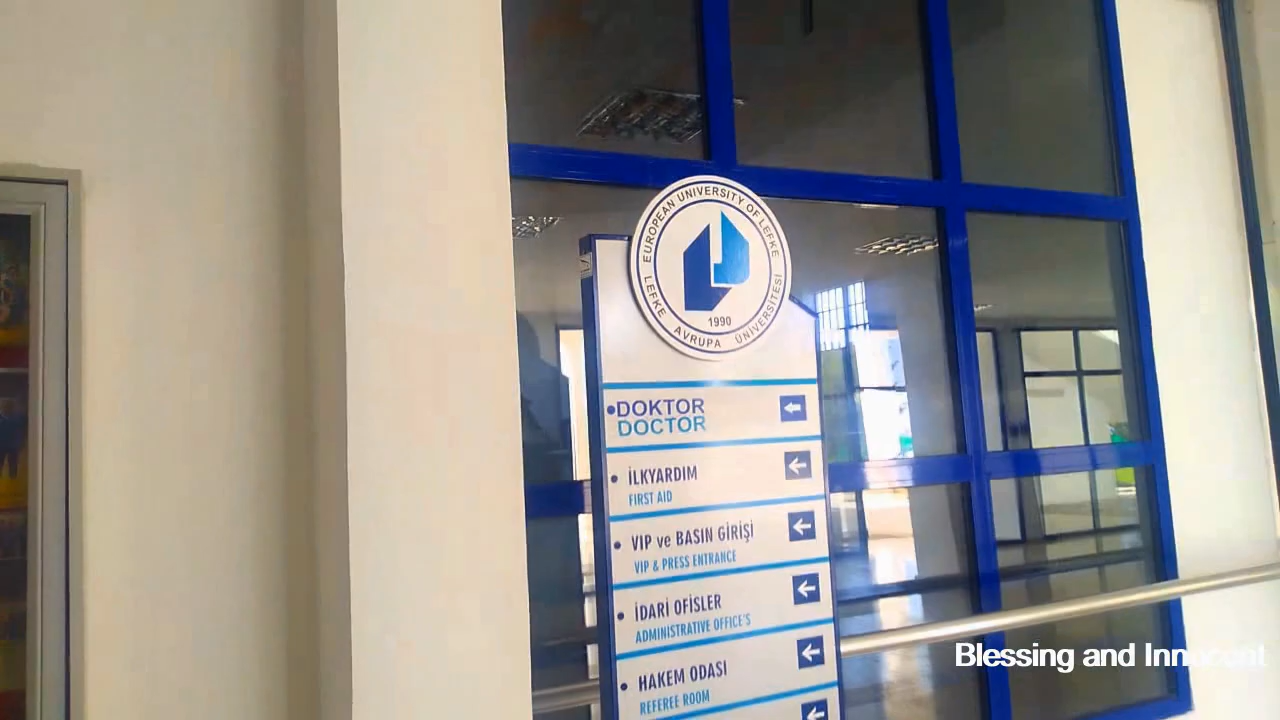 EUROPEAN UNIVERSITY OF LEFKE
LEFKE AVRUPA ÜNİVERSİTESİ
1990
DOKTOR
DOCTOR
İLKYARDIM
FIRST AID
VIP ve BASIN GİRİŞİ
VIP & PRESS ENTRANCE
İDARİ OFİSLER
ADMINISTRATIVE OFFICE'S
HAKEM ODASI
REFEREE ROOM
Blessing and Innocent